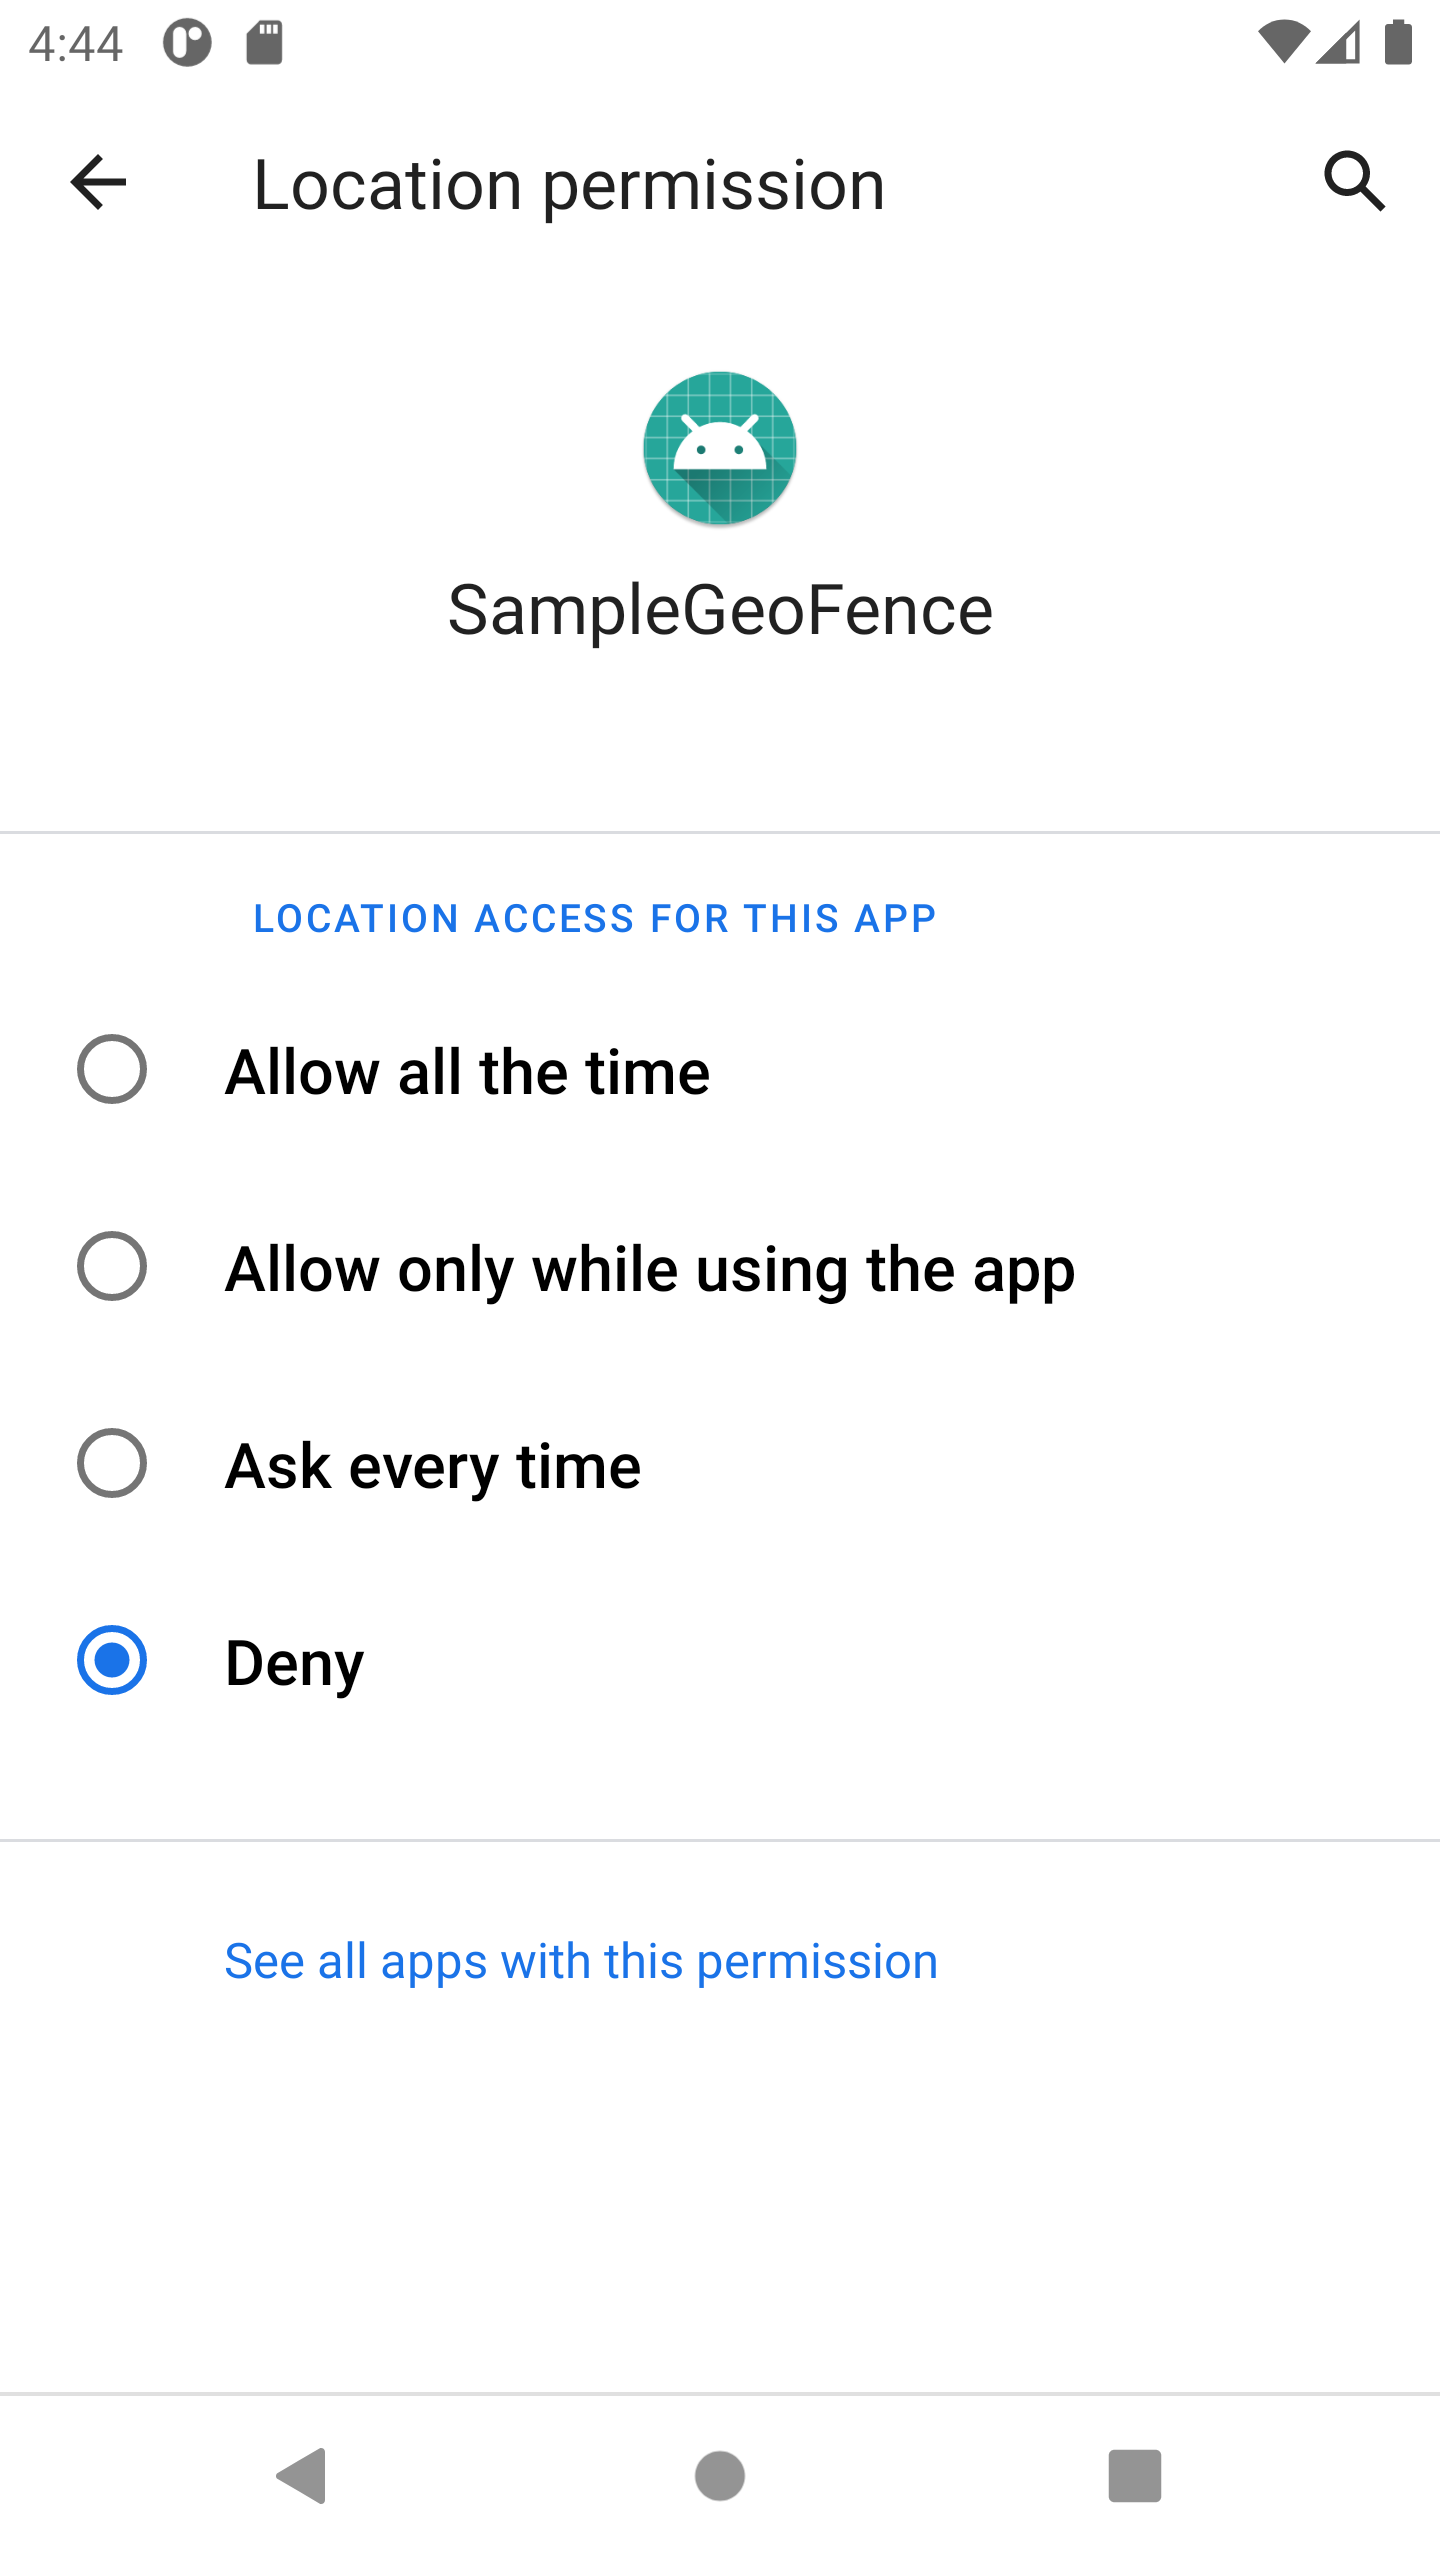 4:44
Location permission
SampleGeoFence
LOCATION ACCESS FOR THIS APP
Allow all the time
Allow only while using the app
Ask every time
Deny
See all apps with this permission